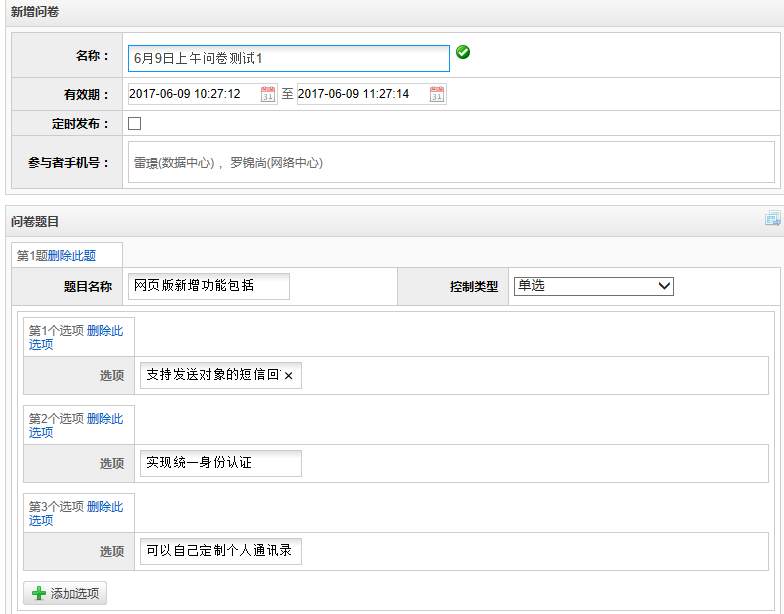 新增问卷
名称：
6月9日上午问卷测试1
有效期：
2017-06-09 10:27:12 至 2017-06-09 11:27:14
定时发布：
参与者手机号：
雷璟(数据中心) ，罗锦尚(网络中心)
问卷题目
第1题删除此题
题目名称
网页版新增功能包括
控制类型
单选
第1个选项 删除此
选项
选项
支持发送对象的短信回
第2个选项 删除此
选项
选项
实现统一身份认证
第3个选项 删除此
选项
选项
可以自己定制个人通讯录
添加选项